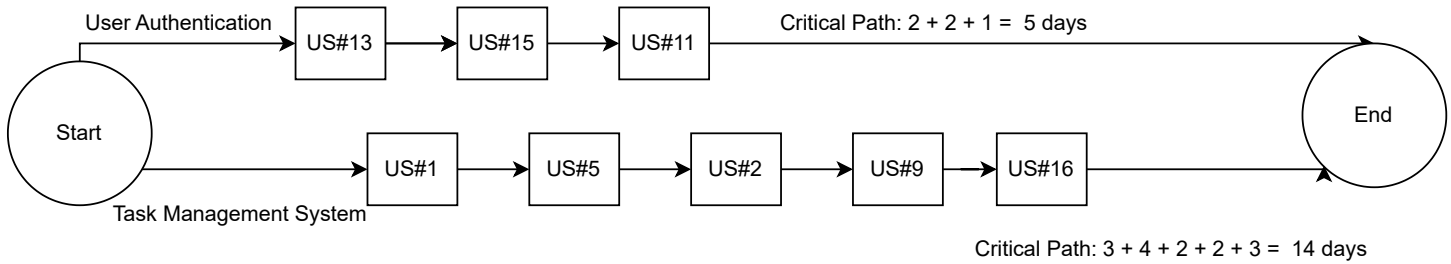 User Authentication
Critical Path: 2 + 2 + 1 =  5 days
US#13
US#15
US#11
Start
End
US#1
US#5
US#2
US#9
US#16
Task Management System
Critical Path: 3 + 4 + 2 + 2 + 3 =  14 days